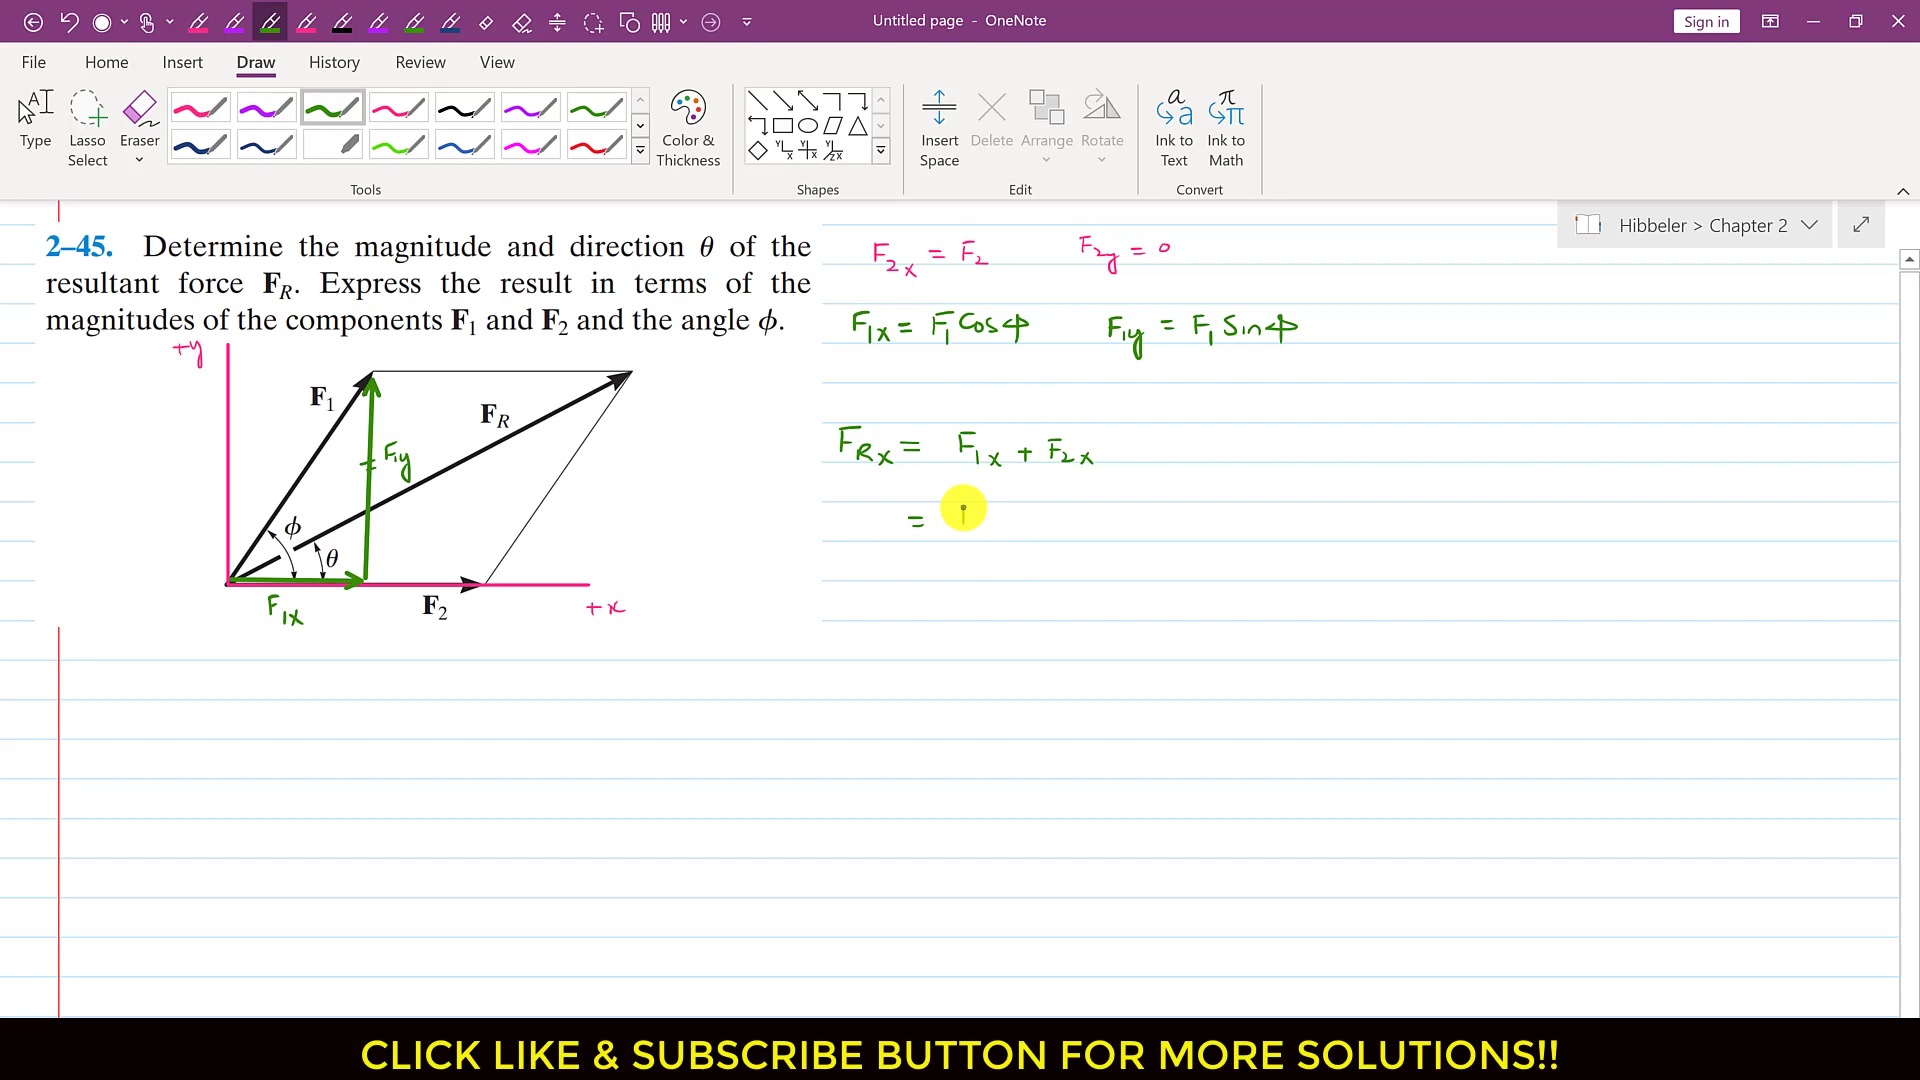 Untitled page - OneNote
Sign in
File Home Insert Draw History Review View
Type
Lasso Select
Eraser
Color & Thickness
Insert Space
Delete
Arrange
Rotate
Ink to Text
Ink to Math
Tools
Shapes
Edit
Convert
Hibbeler > Chapter 2
2–45. Determine the magnitude and direction θ of the
resultant force F_R. Express the result in terms of the
magnitudes of the components F₁ and F₂ and the angle ϕ.
+y
F₁
F_R
F₁y
ϕ
θ
F₁x
F₂
+x
F₂x = F₂ F₂y = 0
F₁x = F₁ Cos ϕ F₁y = F₁ Sin ϕ
F_Rx = F₁x + F₂x
=
CLICK LIKE & SUBSCRIBE BUTTON FOR MORE SOLUTIONS!!